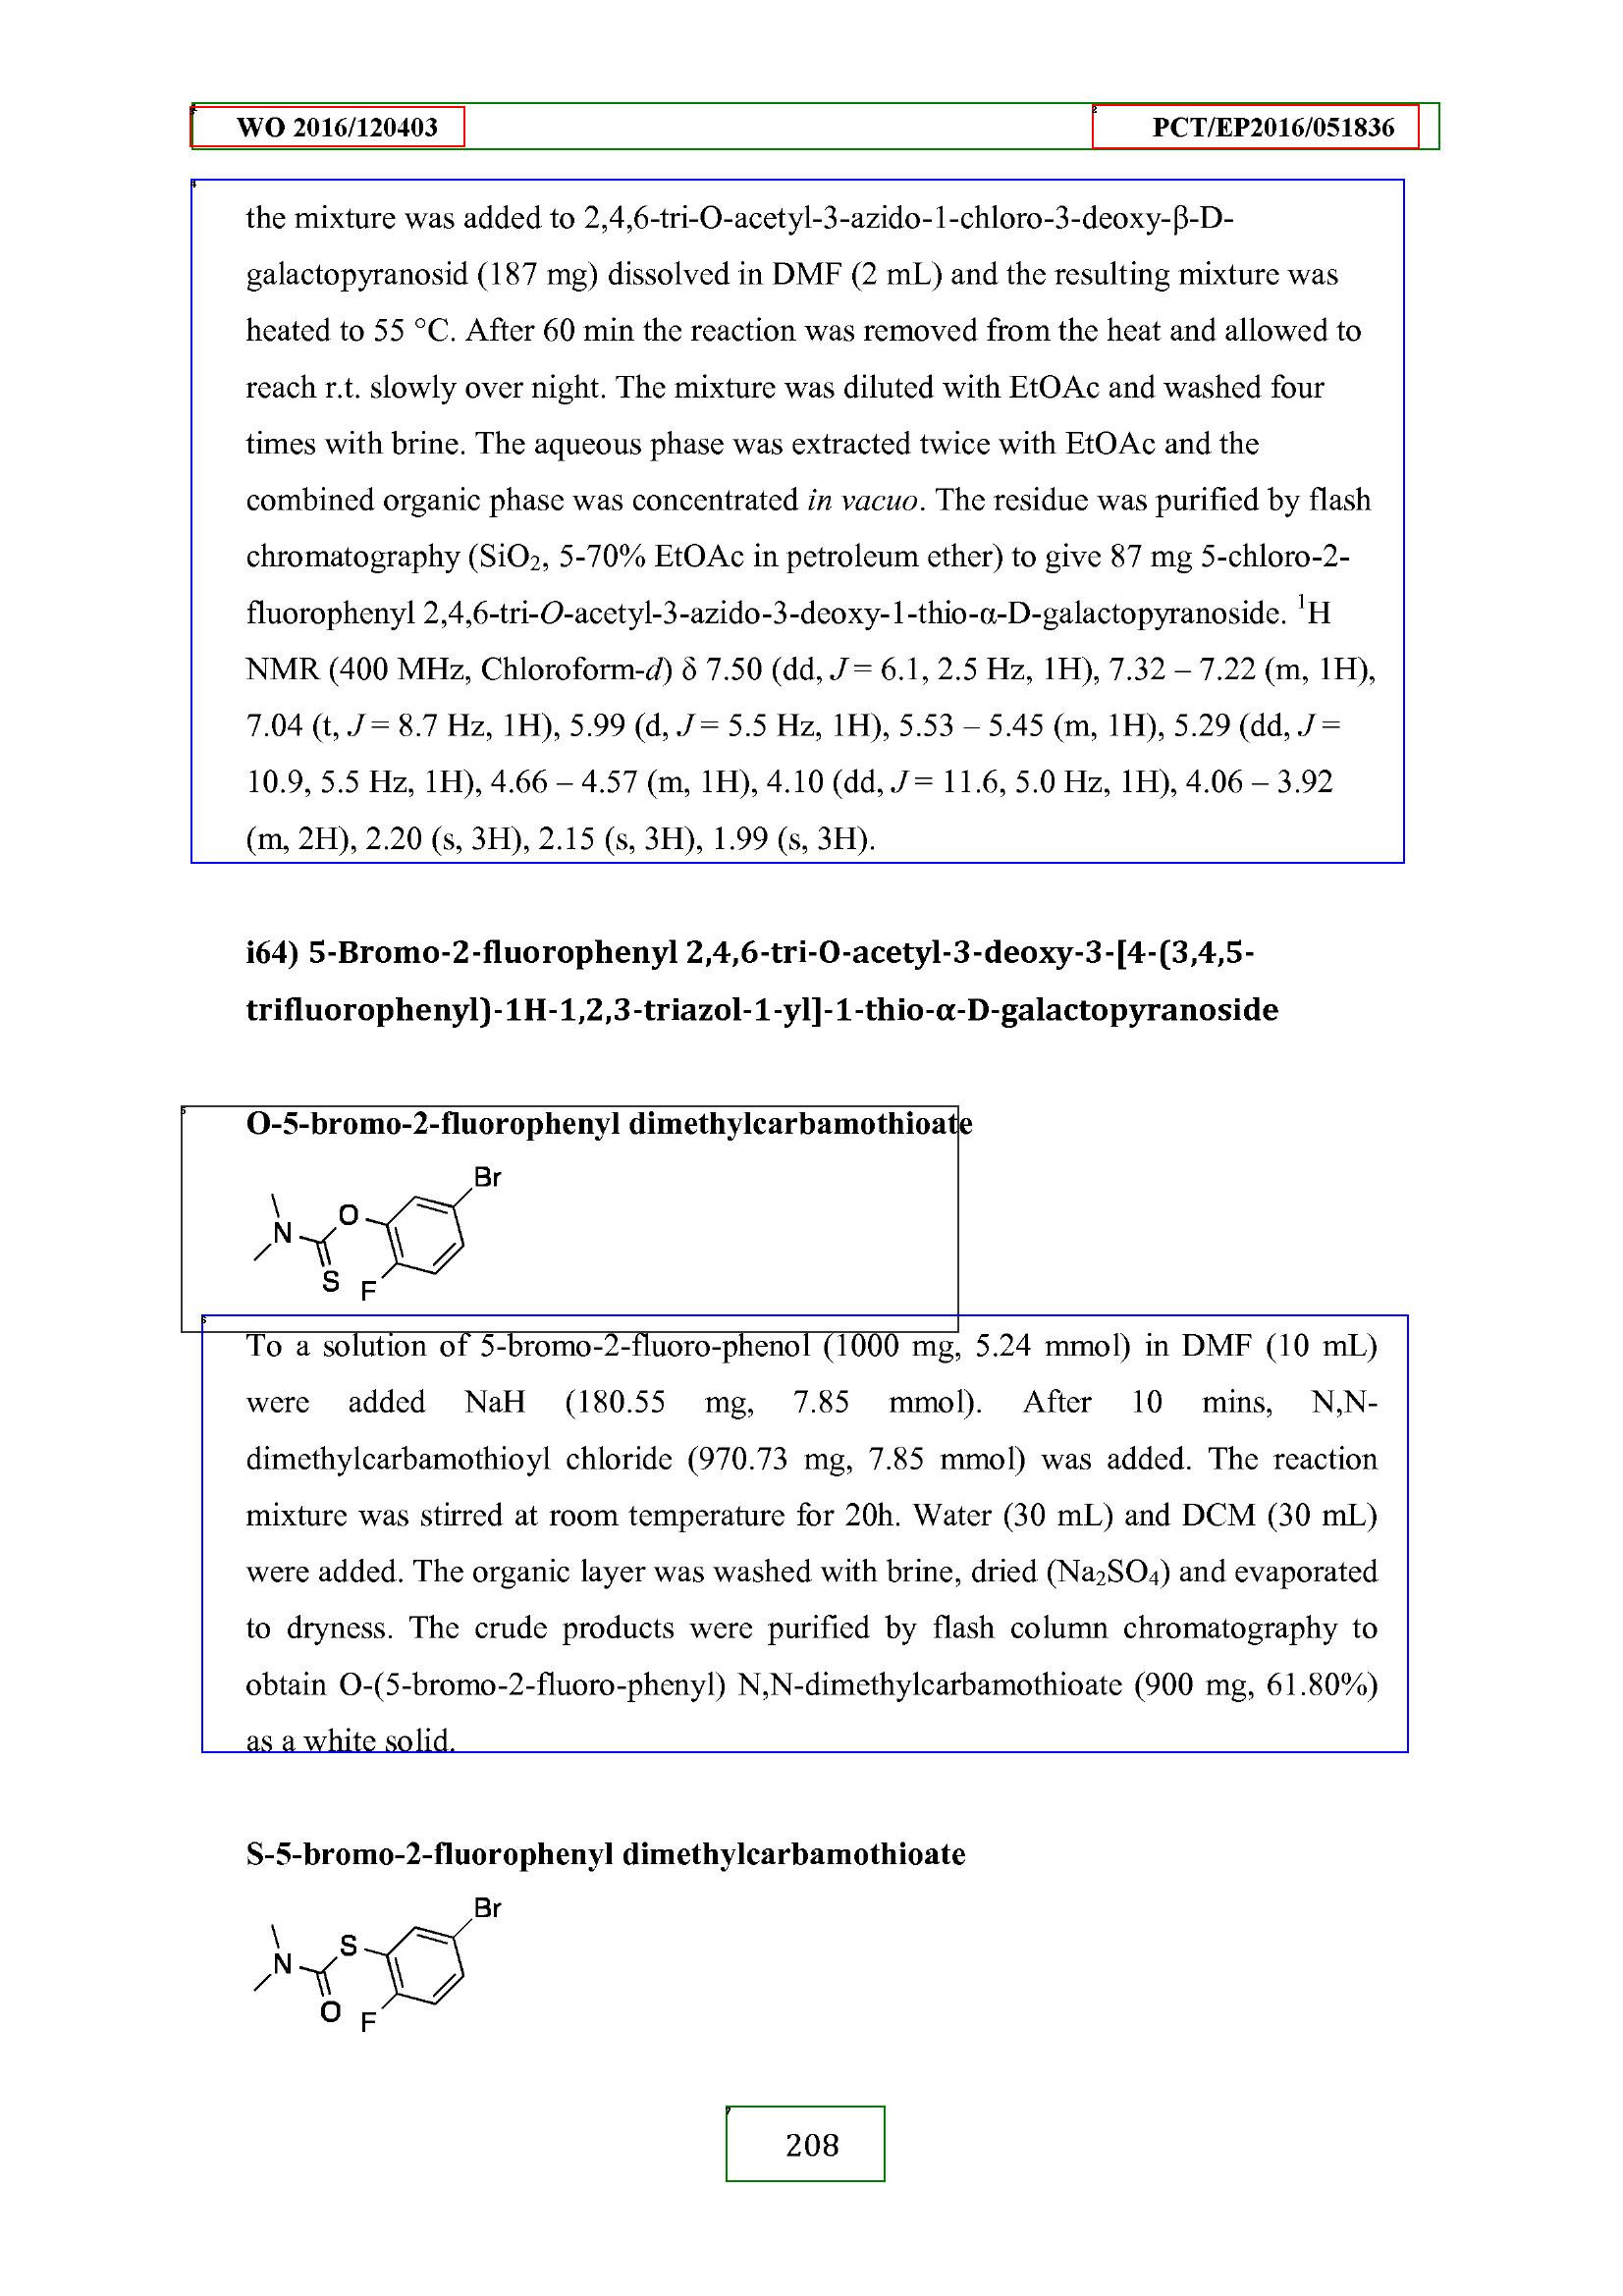 WO 2016/120403 PCT/EP2016/051836
the mixture was added to 2,4,6-tri-O-acetyl-3-azido-1-chloro-3-deoxy-β-D-
galactopyranosid (187 mg) dissolved in DMF (2 mL) and the resulting mixture was
heated to 55 °C. After 60 min the reaction was removed from the heat and allowed to
reach r.t. slowly over night. The mixture was diluted with EtOAc and washed four
times with brine. The aqueous phase was extracted twice with EtOAc and the
combined organic phase was concentrated in vacuo. The residue was purified by flash
chromatography (SiO₂, 5-70% EtOAc in petroleum ether) to give 87 mg 5-chloro-2-
fluorophenyl 2,4,6-tri-O-acetyl-3-azido-3-deoxy-1-thio-α-D-galactopyranoside. ¹H
NMR (400 MHz, Chloroform-d) δ 7.50 (dd, J = 6.1, 2.5 Hz, 1H), 7.32 – 7.22 (m, 1H),
7.04 (t, J = 8.7 Hz, 1H), 5.99 (d, J = 5.5 Hz, 1H), 5.53 – 5.45 (m, 1H), 5.29 (dd, J =
10.9, 5.5 Hz, 1H), 4.66 – 4.57 (m, 1H), 4.10 (dd, J = 11.6, 5.0 Hz, 1H), 4.06 – 3.92
(m, 2H), 2.20 (s, 3H), 2.15 (s, 3H), 1.99 (s, 3H).
i64) 5-Bromo-2-fluorophenyl 2,4,6-tri-O-acetyl-3-deoxy-3-[4-(3,4,5-
trifluorophenyl)-1H-1,2,3-triazol-1-yl]-1-thio-α-D-galactopyranoside
O-5-bromo-2-fluorophenyl dimethylcarbamothioate
Br
O
N
S F
To a solution of 5-bromo-2-fluoro-phenol (1000 mg, 5.24 mmol) in DMF (10 mL)
were added NaH (180.55 mg, 7.85 mmol). After 10 mins, N,N-
dimethylcarbamothioyl chloride (970.73 mg, 7.85 mmol) was added. The reaction
mixture was stirred at room temperature for 20h. Water (30 mL) and DCM (30 mL)
were added. The organic layer was washed with brine, dried (Na₂SO₄) and evaporated
to dryness. The crude products were purified by flash column chromatography to
obtain O-(5-bromo-2-fluoro-phenyl) N,N-dimethylcarbamothioate (900 mg, 61.80%)
as a white solid.
S-5-bromo-2-fluorophenyl dimethylcarbamothioate
Br
S
N
O F
208